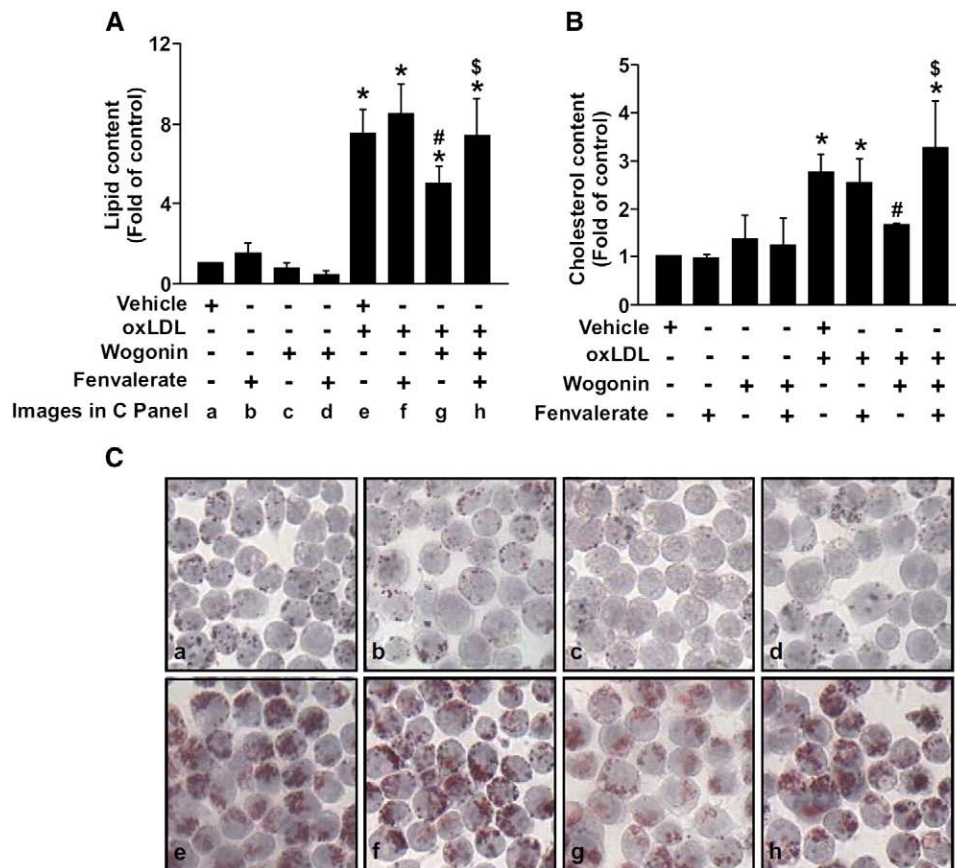 A
Lipid content
(Fold of control)
12
8
4
0
* * # * $ *
Vehicle + - - - + - - -
oxLDL - - - - + + + +
Wogonin - - + + - - + +
Fenvalerate - + - + - + - +
Images in C Panel a b c d e f g h
B
Cholesterol content
(Fold of control)
5
4
3
2
1
0
* * # $ *
Vehicle + - - - + - - -
oxLDL - - - - + + + +
Wogonin - - + + - - + +
Fenvalerate - + - + - + - +
C
a b c d
e f g h